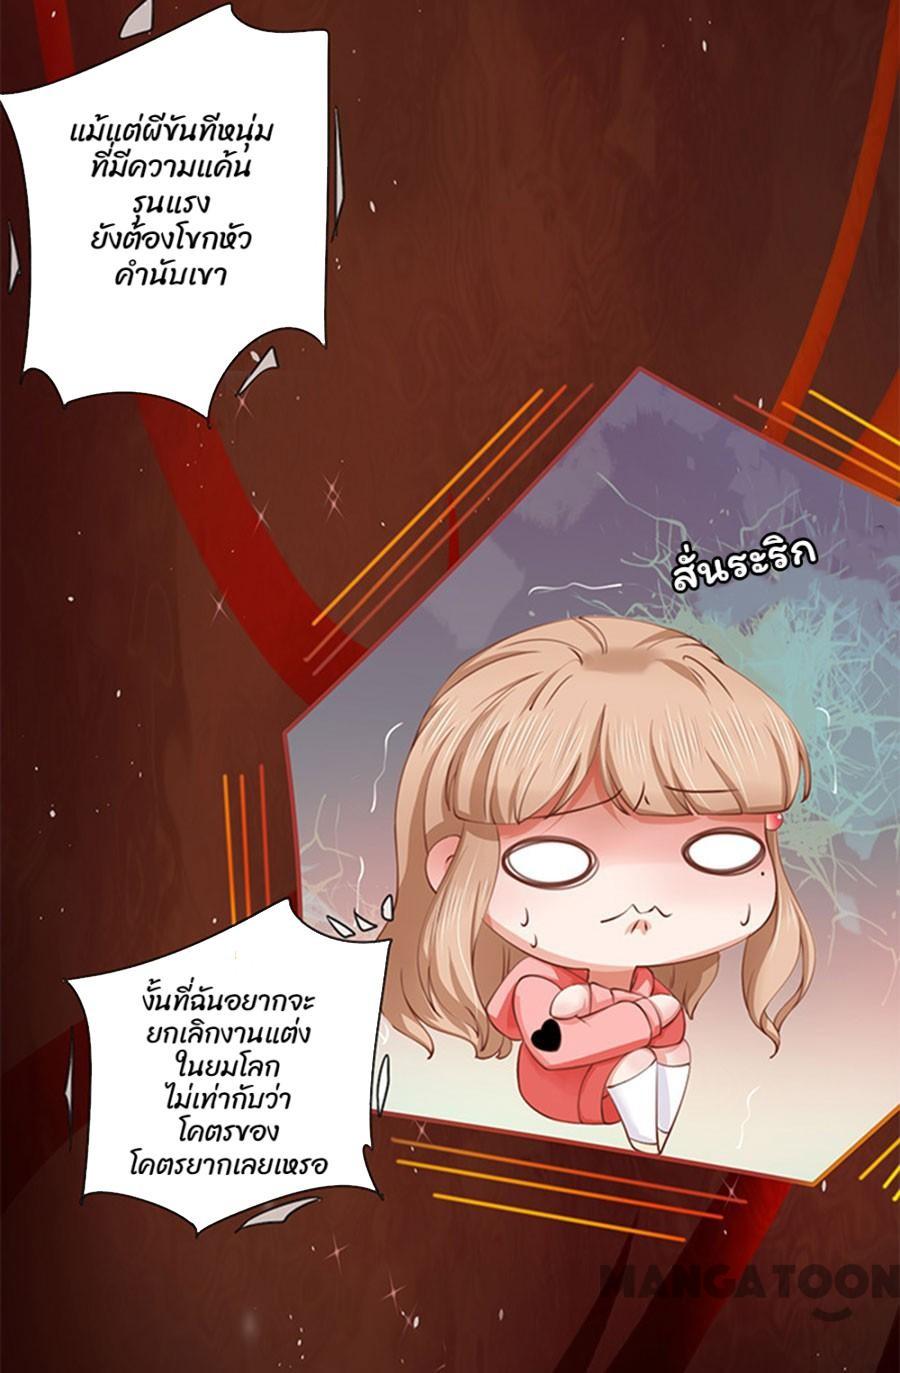 แม้แต่ผีขันทีหนุ่ม
ที่มีความแค้น
รุนแรง
ยังต้องโขกหัว
คำนับเขา
สั่นระริก
งั้นที่ฉันอยากจะ
ยกเลิกงานแต่ง
ในยมโลก
ไม่เท่ากับว่า
โคตรของ
โคตรยากเลยเหรอ
MANGATOON